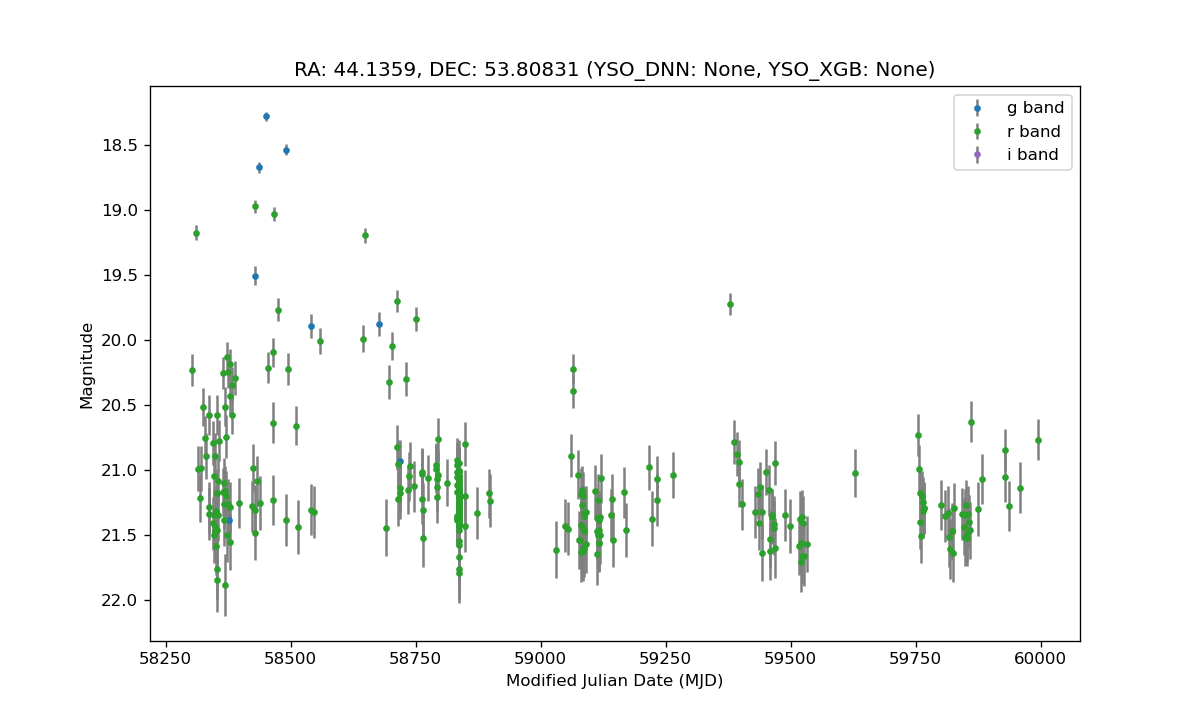 RA: 44.1359, DEC: 53.80831 (YSO_DNN: None, YSO_XGB: None)
g band
r band
i band
18.5
19.0
19.5
20.0
20.5
21.0
21.5
22.0
Magnitude
58250 58500 58750 59000 59250 59500 59750 60000
Modified Julian Date (MJD)